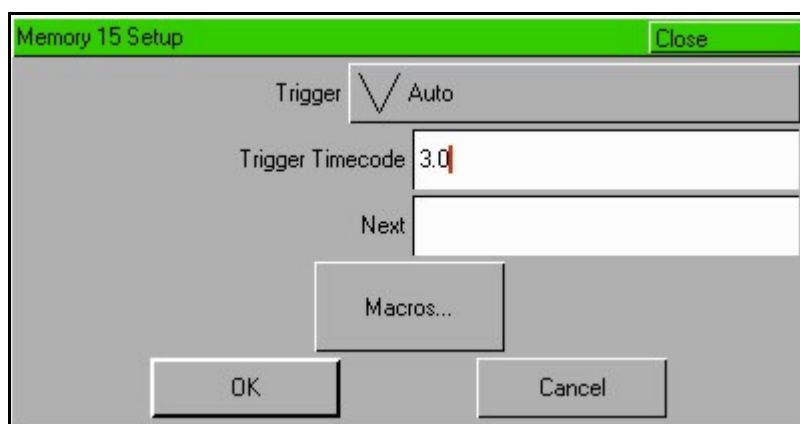 Memory 15 Setup Close
Trigger Auto
Trigger Timecode 3.0
Next
Macros...
OK Cancel